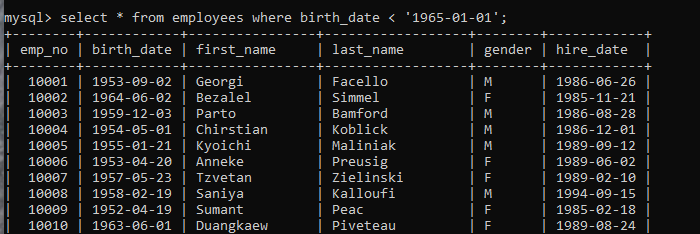 mysql> select * from employees where birth_date < '1965-01-01';
+--------+------------+----------------+------------------+--------+------------+
| emp_no | birth_date | first_name     | last_name        | gender | hire_date  |
+--------+------------+----------------+------------------+--------+------------+
|  10001 | 1953-09-02 | Georgi         | Facello          | M      | 1986-06-26 |
|  10002 | 1964-06-02 | Bezalel        | Simmel           | F      | 1985-11-21 |
|  10003 | 1959-12-03 | Parto          | Bamford          | M      | 1986-08-28 |
|  10004 | 1954-05-01 | Chirstian      | Koblick          | M      | 1986-12-01 |
|  10005 | 1955-01-21 | Kyoichi        | Maliniak         | M      | 1989-09-12 |
|  10006 | 1953-04-20 | Anneke         | Preusig          | F      | 1989-06-02 |
|  10007 | 1957-05-23 | Tzvetan        | Zielinski        | F      | 1989-02-10 |
|  10008 | 1958-02-19 | Saniya         | Kalloufi         | M      | 1994-09-15 |
|  10009 | 1952-04-19 | Sumant         | Peac             | F      | 1985-02-18 |
|  10010 | 1963-06-01 | Duangkaew      | Piveteau         | F      | 1989-08-24 |